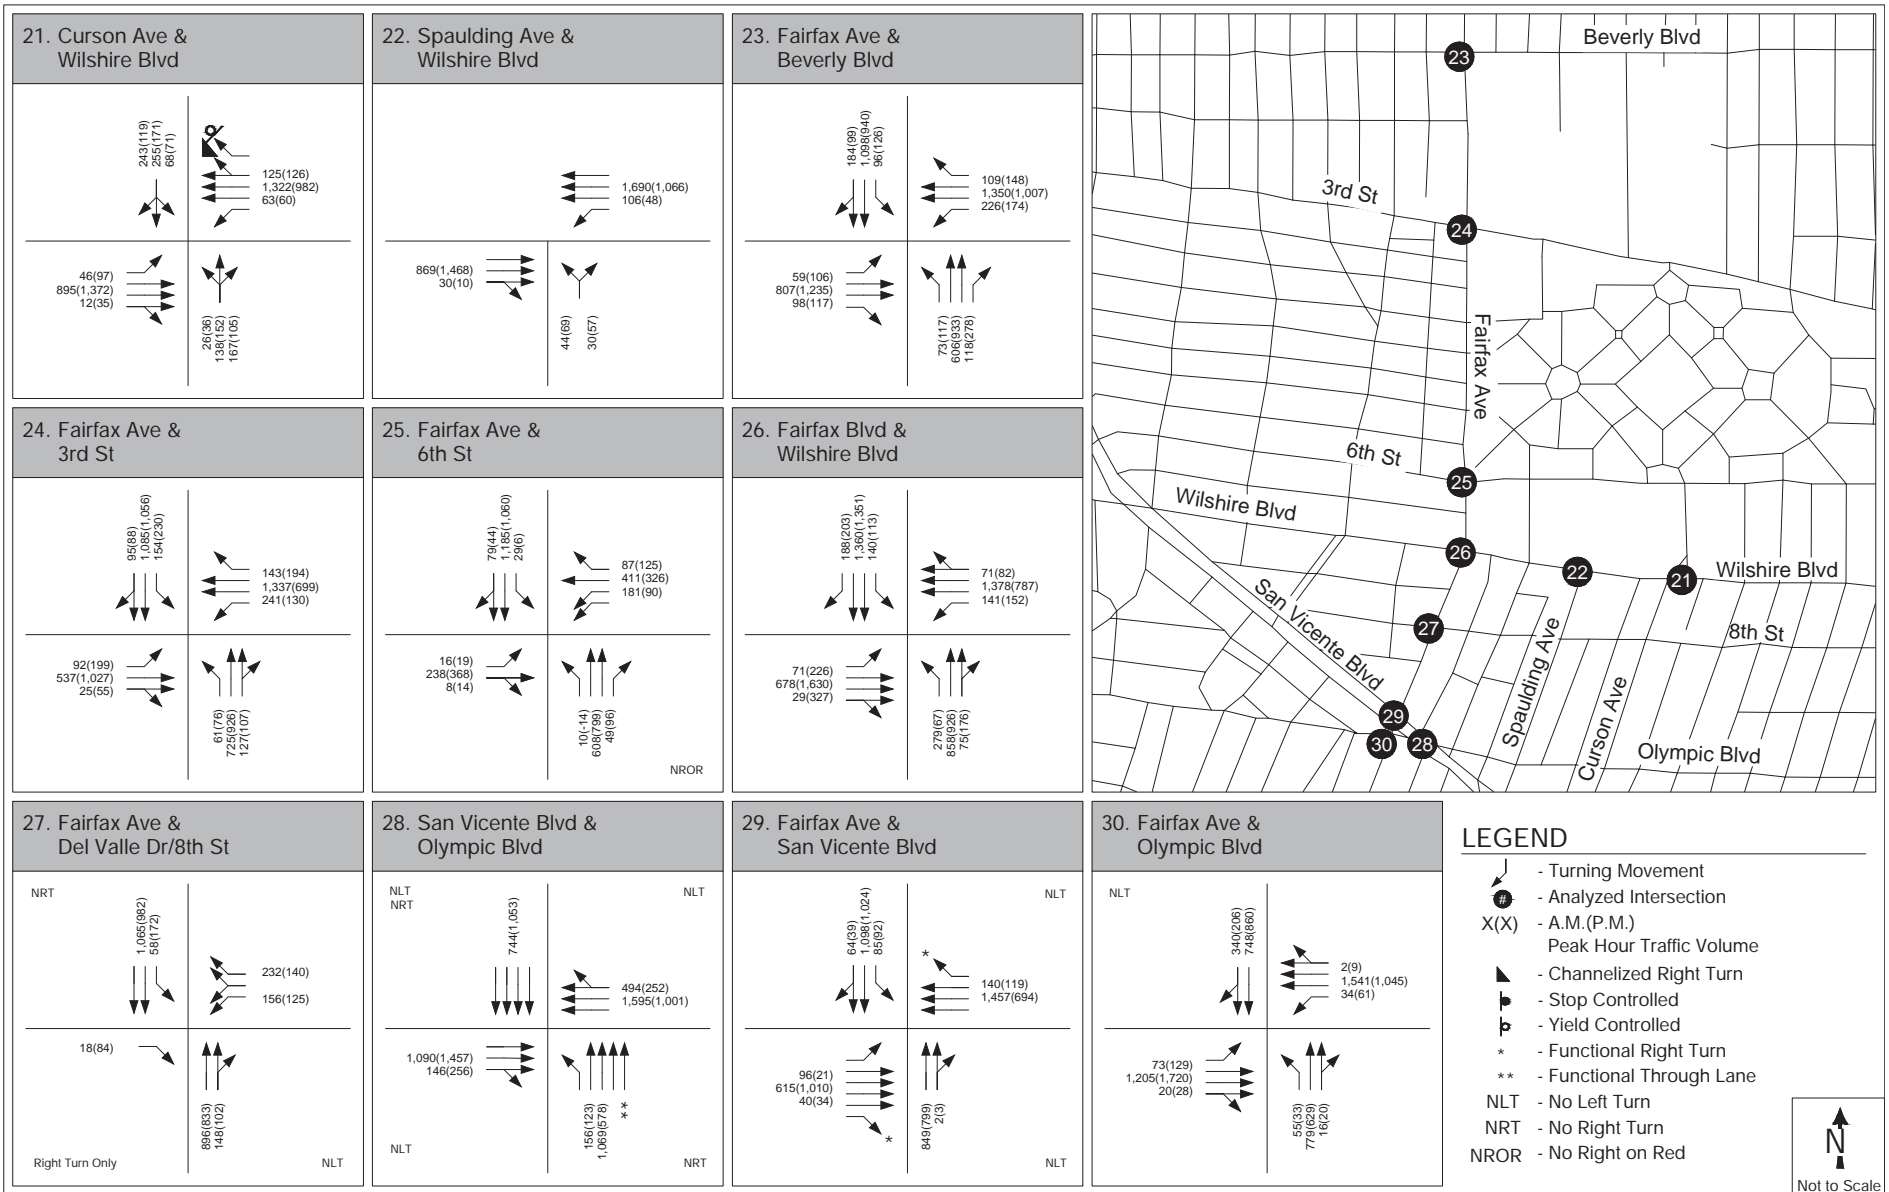 21. Curson Ave &
Wilshire Blvd
243(119)
255(171)
68(71)
125(126)
1,322(982)
63(60)
46(97)
895(1,372)
12(35)
26(36)
138(152)
167(105)
22. Spaulding Ave &
Wilshire Blvd
1,690(1,066)
106(48)
869(1,468)
30(10)
44(69)
30(57)
23. Fairfax Ave &
Beverly Blvd
184(99)
1,098(940)
96(126)
109(148)
1,350(1,007)
226(174)
59(106)
807(1,235)
98(117)
73(117)
606(933)
118(278)
24. Fairfax Ave &
3rd St
95(88)
1,085(1,056)
154(230)
143(194)
1,337(699)
241(130)
92(199)
537(1,027)
25(55)
61(76)
725(926)
127(107)
25. Fairfax Ave &
6th St
79(44)
1,185(1,060)
29(6)
87(125)
411(326)
181(90)
16(19)
238(368)
8(14)
10(-14)
608(799)
49(96)
NROR
26. Fairfax Blvd &
Wilshire Blvd
188(203)
1,360(1,351)
140(113)
71(82)
1,378(787)
141(152)
71(226)
678(1,630)
29(327)
279(67)
858(926)
75(176)
Beverly Blvd
23
3rd St
24
Fairfax Ave
6th St
25
Wilshire Blvd
26
22
21
Wilshire Blvd
San Vicente Blvd
27
8th St
Spaulding Ave
Curson Ave
29
30
28
Olympic Blvd
27. Fairfax Ave &
Del Valle Dr/8th St
NRT
1,065(982)
58(172)
232(140)
156(125)
18(84)
896(833)
148(102)
Right Turn Only
NLT
28. San Vicente Blvd &
Olympic Blvd
NLT
NRT
NLT
744(1,053)
494(252)
1,595(1,001)
1,090(1,457)
146(256)
156(123)
1,069(578)
**
NLT
NRT
29. Fairfax Ave &
San Vicente Blvd
NLT
64(39)
1,098(1,024)
85(92)
*
140(119)
1,457(694)
96(21)
615(1,010)
40(34)
*
849(799)
2(3)
NLT
30. Fairfax Ave &
Olympic Blvd
NLT
340(206)
748(860)
2(9)
1,541(1,045)
34(61)
73(129)
1,205(1,720)
20(28)
55(33)
779(629)
16(20)
LEGEND
- Turning Movement
# - Analyzed Intersection
X(X) - A.M.(P.M.)
Peak Hour Traffic Volume
- Channelized Right Turn
- Stop Controlled
- Yield Controlled
* - Functional Right Turn
** - Functional Through Lane
NLT - No Left Turn
NRT - No Right Turn
NROR - No Right on Red
N
Not to Scale